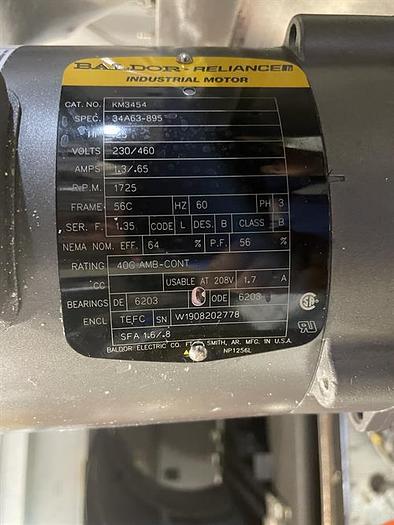 BALDOR·RELIANCE
INDUSTRIAL MOTOR
CAT. NO. KM3454
SPEC. 34A63-895
VOLTS 230/460
AMPS 1.3/.65
R.P.M. 1725
FRAME 56C HZ 60 PH 3
SER. F. 1.35 CODE L DES. B CLASS B
NEMA NOM. EFF. 64 % P.F. 56 %
RATING 40C AMB-CONT
CC USABLE AT 208V 1.7 A
BEARINGS DE 6203 ODE 6203
ENCL TEFC SN W1908202778
SFA 1.6/.8
BALDOR ELECTRIC CO. SMITH, AR. MFG. IN U.S.A.
NP1256L